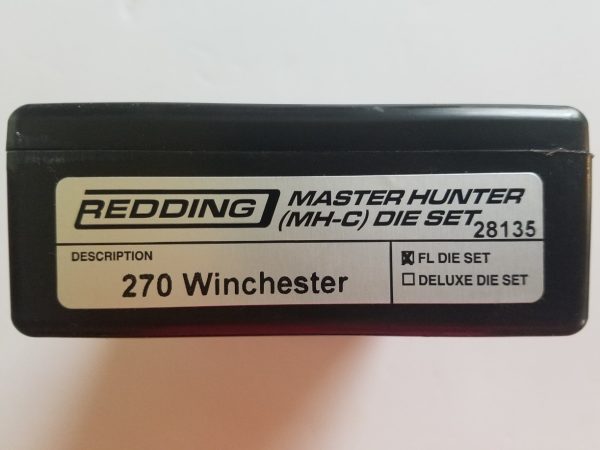 REDDING MASTER HUNTER
(MH-C) DIE SET
28135
DESCRIPTION
270 Winchester
☒ FL DIE SET
☐ DELUXE DIE SET